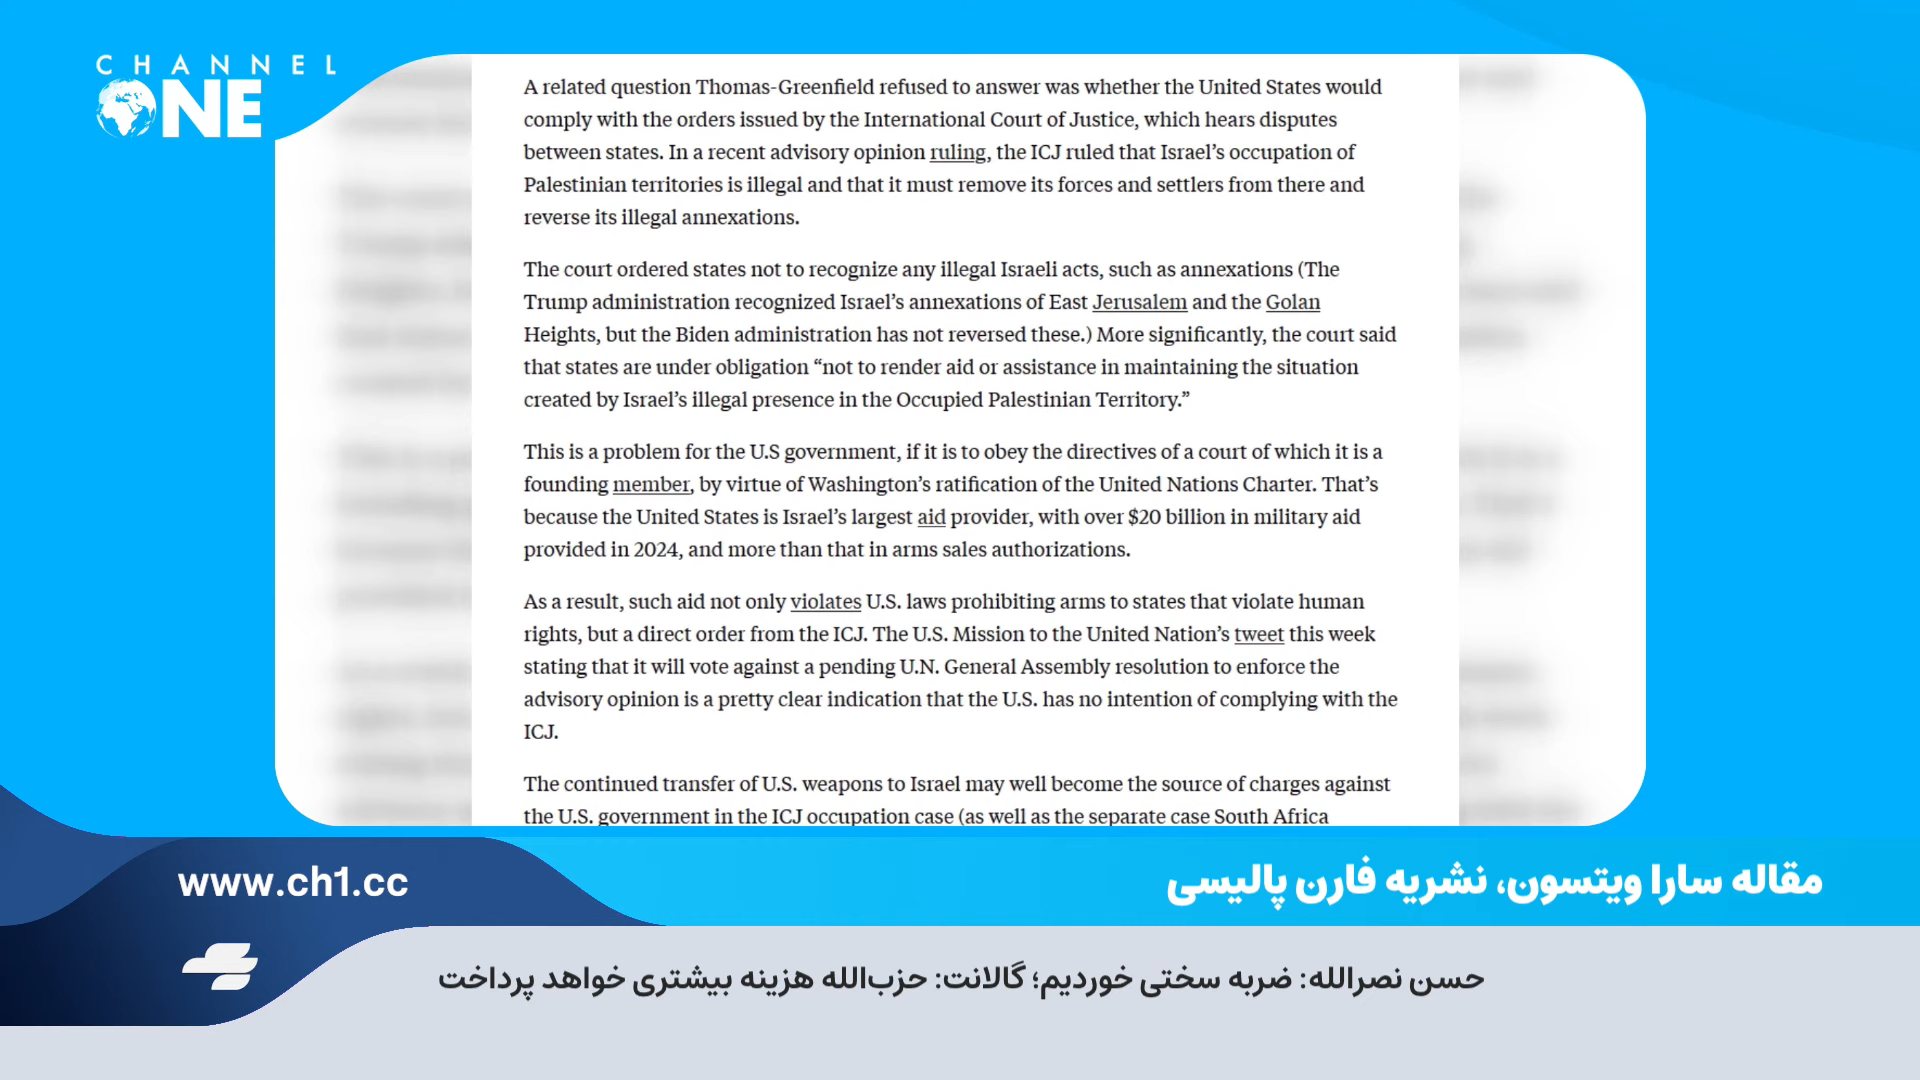 CHANNEL
ONE
A related question Thomas-Greenfield refused to answer was whether the United States would
comply with the orders issued by the International Court of Justice, which hears disputes
between states. In a recent advisory opinion ruling, the ICJ ruled that Israel’s occupation of
Palestinian territories is illegal and that it must remove its forces and settlers from there and
reverse its illegal annexations.
The court ordered states not to recognize any illegal Israeli acts, such as annexations (The
Trump administration recognized Israel’s annexations of East Jerusalem and the Golan
Heights, but the Biden administration has not reversed these.) More significantly, the court said
that states are under obligation “not to render aid or assistance in maintaining the situation
created by Israel’s illegal presence in the Occupied Palestinian Territory.”
This is a problem for the U.S government, if it is to obey the directives of a court of which it is a
founding member, by virtue of Washington’s ratification of the United Nations Charter. That’s
because the United States is Israel’s largest aid provider, with over $20 billion in military aid
provided in 2024, and more than that in arms sales authorizations.
As a result, such aid not only violates U.S. laws prohibiting arms to states that violate human
rights, but a direct order from the ICJ. The U.S. Mission to the United Nation’s tweet this week
stating that it will vote against a pending U.N. General Assembly resolution to enforce the
advisory opinion is a pretty clear indication that the U.S. has no intention of complying with the
ICJ.
The continued transfer of U.S. weapons to Israel may well become the source of charges against
the U.S. government in the ICJ occupation case (as well as the separate case South Africa
www.ch1.cc
مقاله سارا ویتسون، نشریه فارن پالیسی
حسن نصرالله: ضربه سختی خوردیم؛ گالانت: حزب‌الله هزینه بیشتری خواهد پرداخت